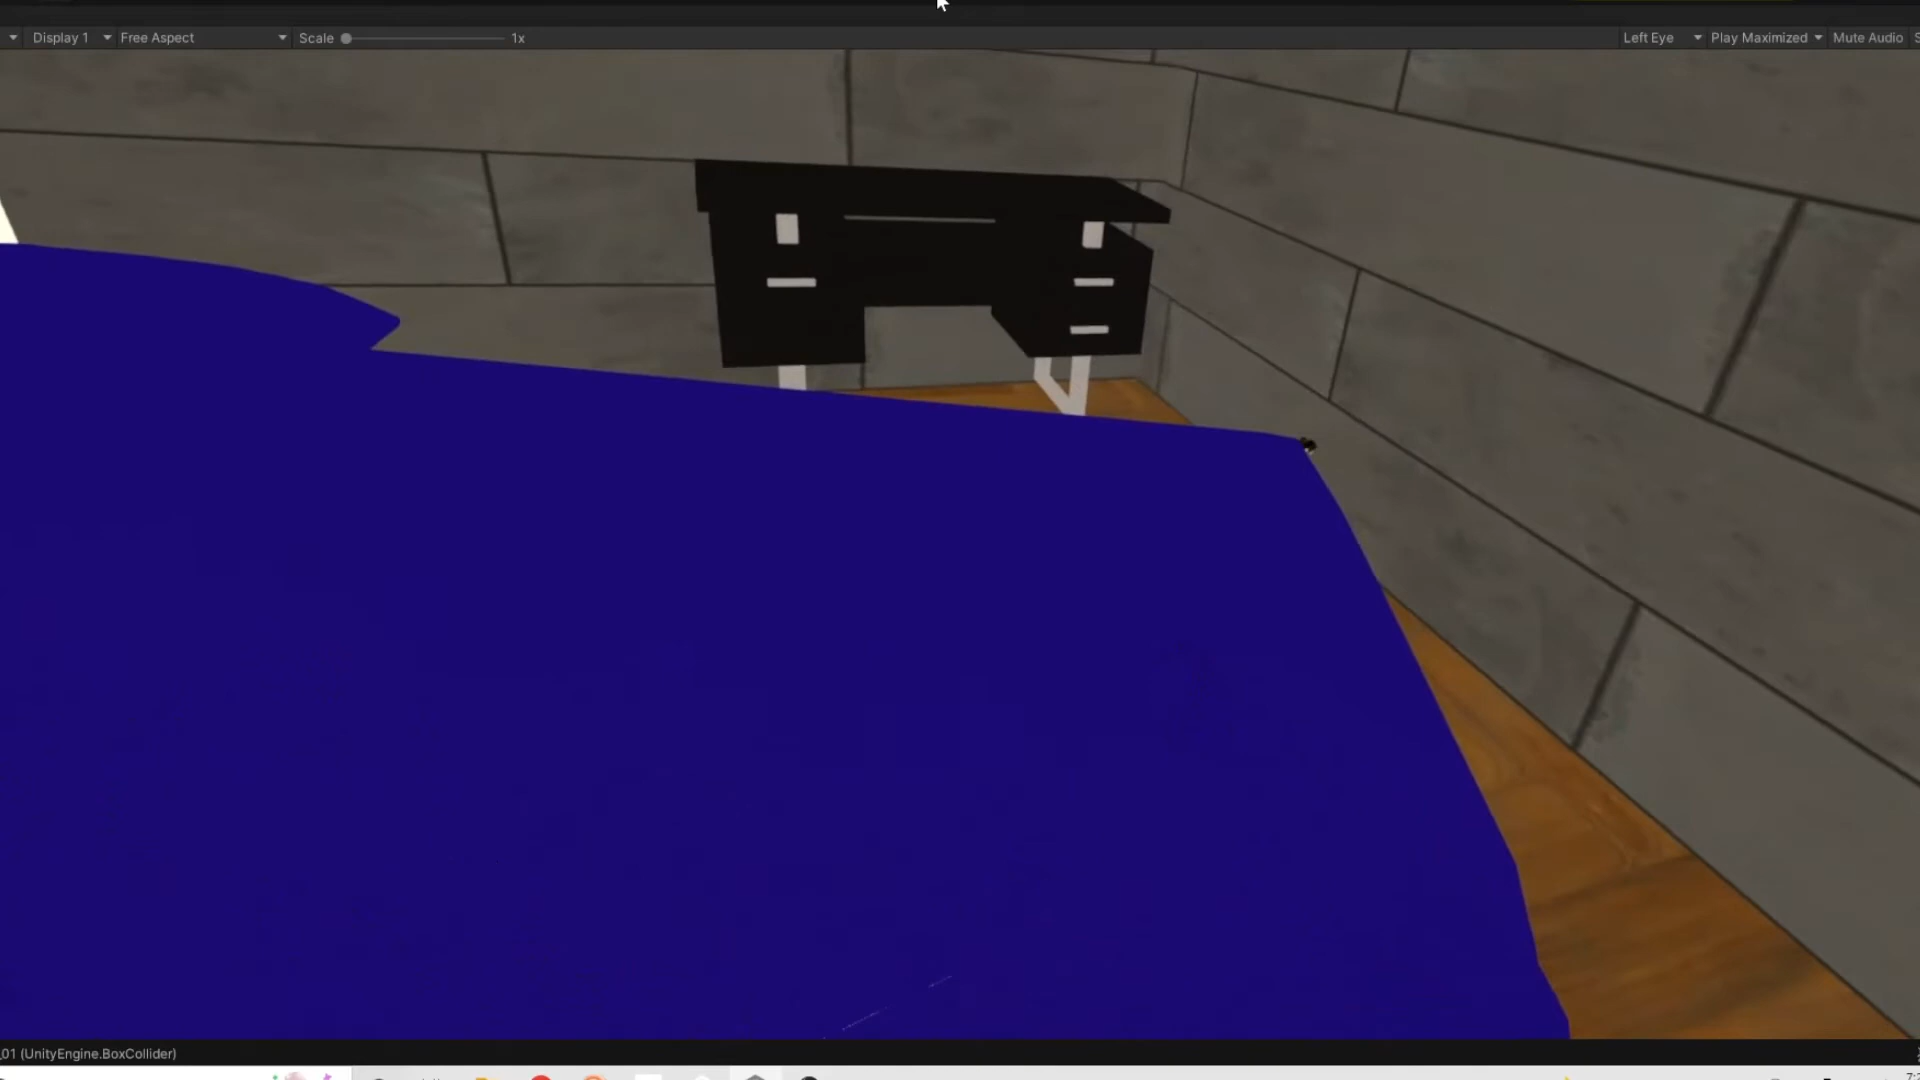 Display 1 Free Aspect Scale 1x Left Eye Play Maximized Mute Audio
01 (UnityEngine.BoxCollider)